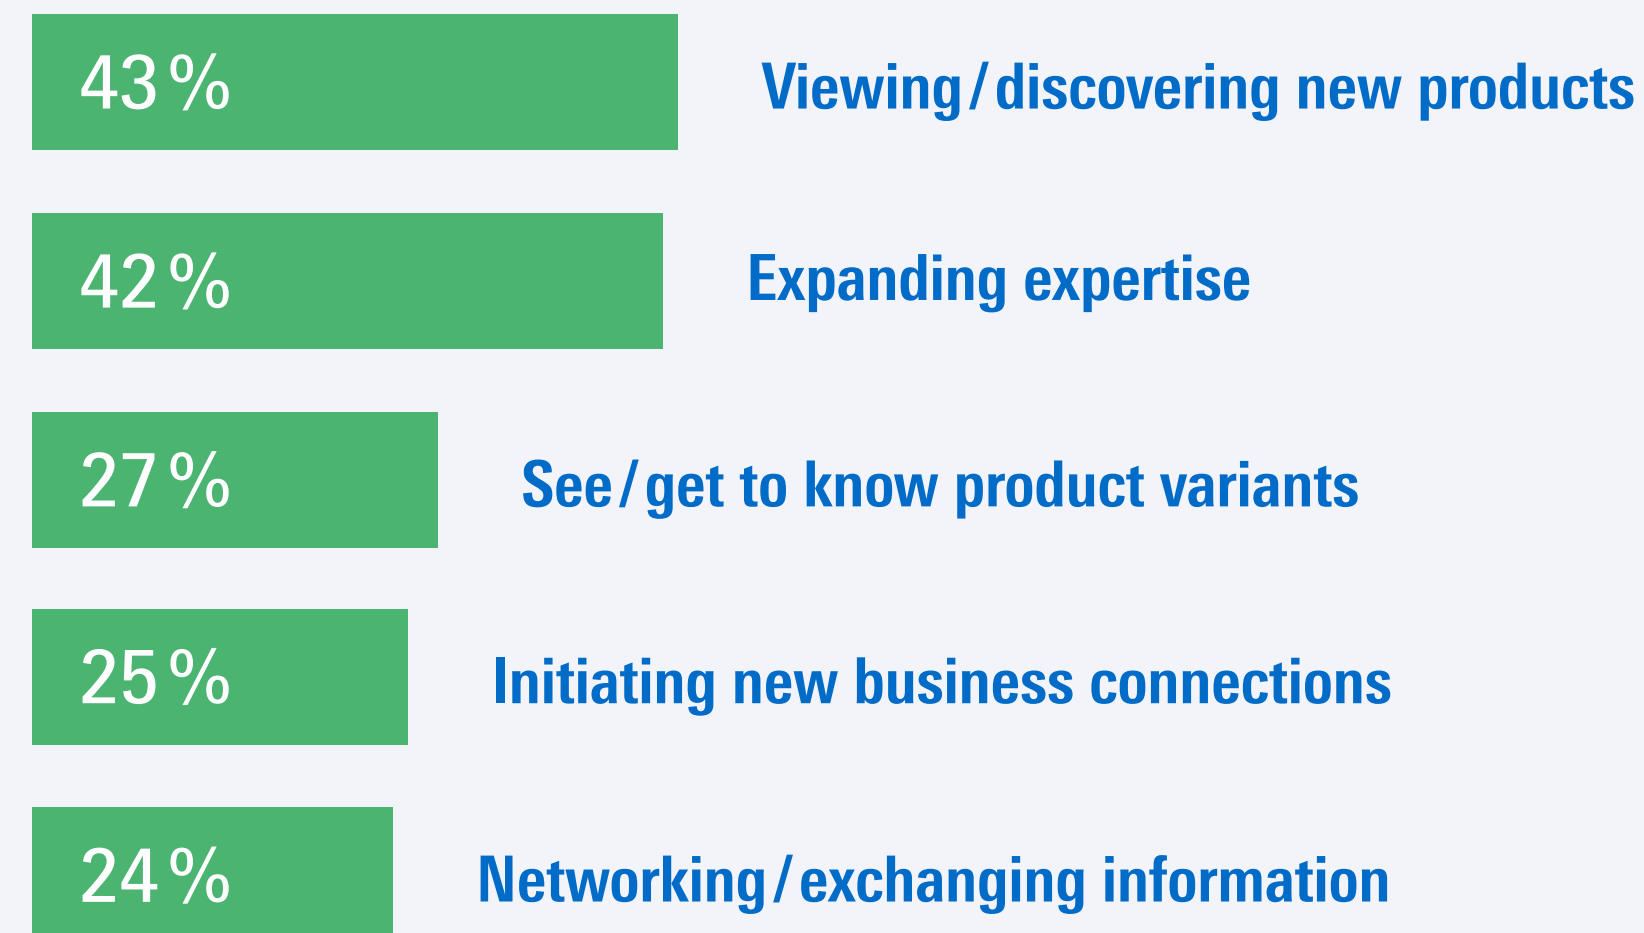 43 %
Viewing / discovering new products
42 %
Expanding expertise
27 %
See / get to know product variants
25 %
Initiating new business connections
24 %
Networking / exchanging information